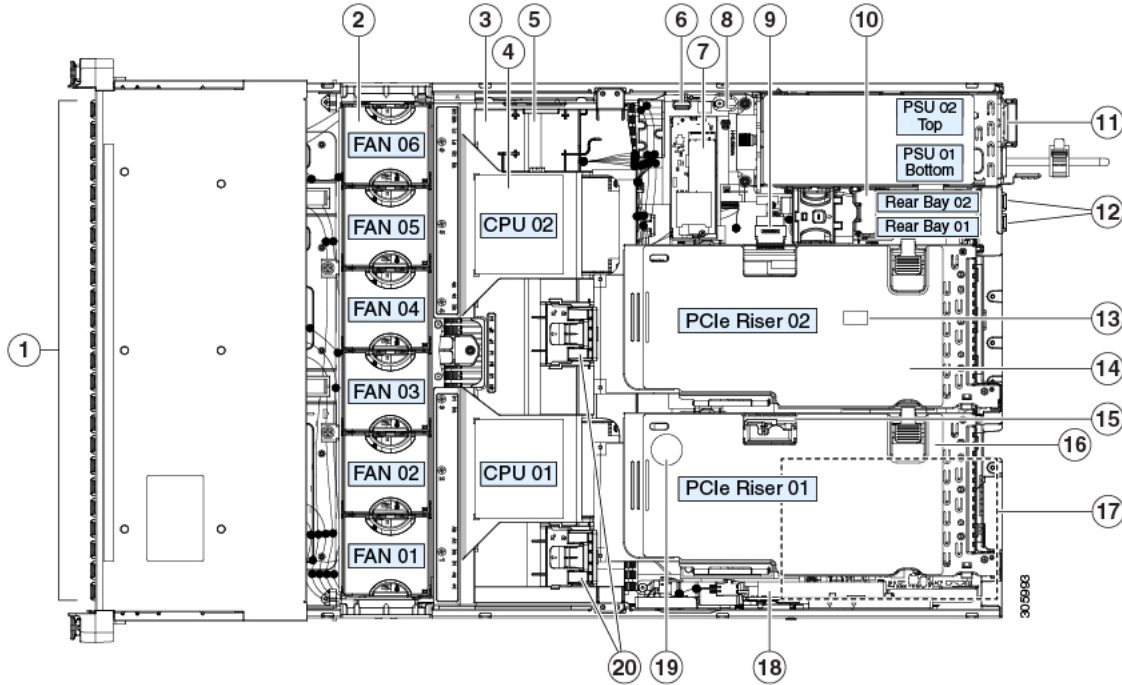 2
3
5
6
8
9
10
4
7
PSU 02
Top
11
FAN 06
PSU 01
Bottom
Rear Bay 02
12
FAN 05
CPU 02
Rear Bay 01
FAN 04
PCIe Riser 02
13
1
14
FAN 03
15
16
FAN 02
CPU 01
PCIe Riser 01
17
FAN 01
305993
20
19
18